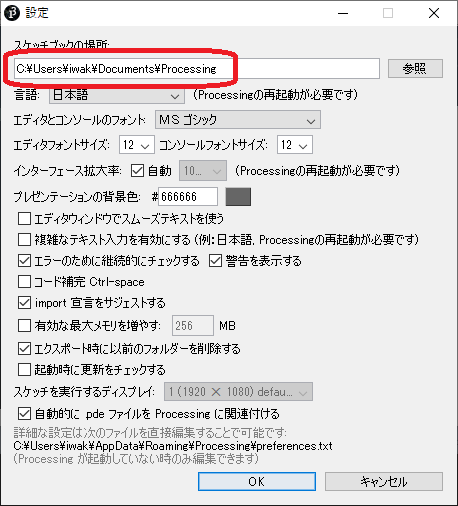 設定
スケッチブックの場所:
C:¥Users¥iwak¥Documents¥Processing 参照
言語: 日本語 (Processingの再起動が必要です)
エディタとコンソールのフォント: MS ゴシック
エディタフォントサイズ: 12 コンソールフォントサイズ: 12
インターフェース拡大率: 自動 10... (Processingの再起動が必要です)
プレゼンテーションの背景色: #666666
エディタウィンドウでスムーズテキストを使う
複雑なテキスト入力を有効にする (例:日本語, Processingの再起動が必要です)
エラーのために継続的にチェックする 警告を表示する
コード補完 Ctrl-space
import 宣言をサジェストする
有効な最大メモリを増やす: 256 MB
エクスポート時に以前のフォルダーを削除する
起動時に更新をチェックする
スケッチを実行するディスプレイ: 1 (1920 × 1080) defau...
自動的に pde ファイルを Processing に関連付ける
詳細な設定は次のファイルを直接編集することで可能です:
C:¥Users¥iwak¥AppData¥Roaming¥Processing¥preferences.txt
(Processing が起動していない時のみ編集できます)
OK キャンセル